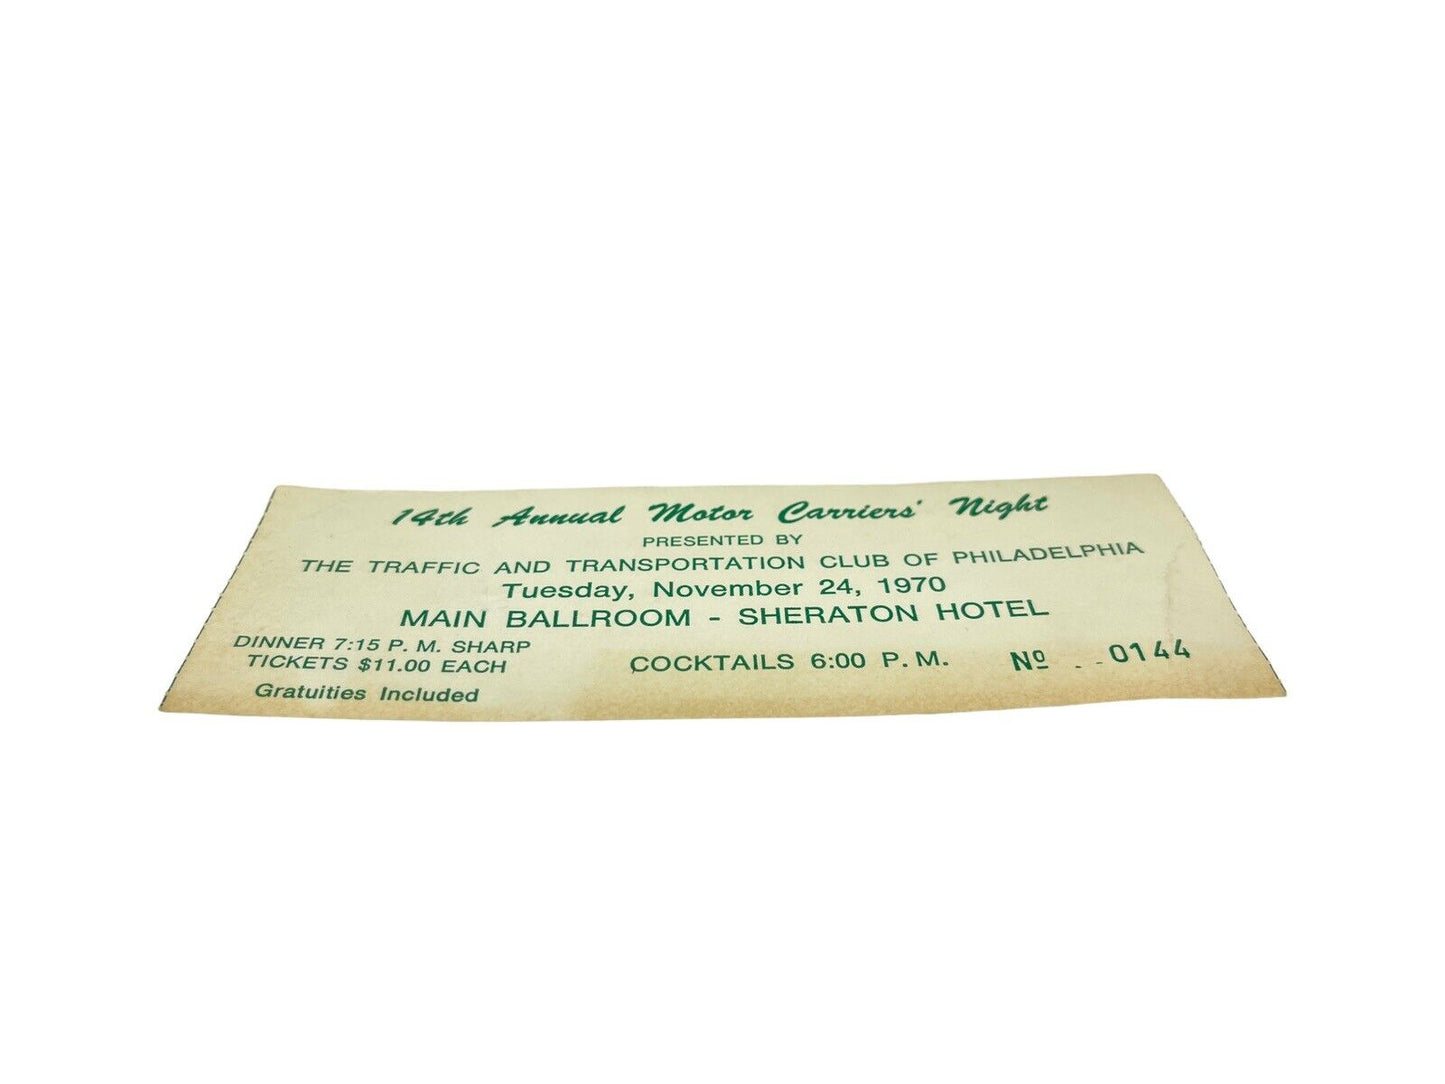 14th Annual Motor Carriers' Night
PRESENTED BY
THE TRAFFIC AND TRANSPORTATION CLUB OF PHILADELPHIA
Tuesday, November 24, 1970
MAIN BALLROOM - SHERATON HOTEL
DINNER 7:15 P. M. SHARP
TICKETS $11.00 EACH
Gratuities Included
COCKTAILS 6:00 P. M.
Nº 0144